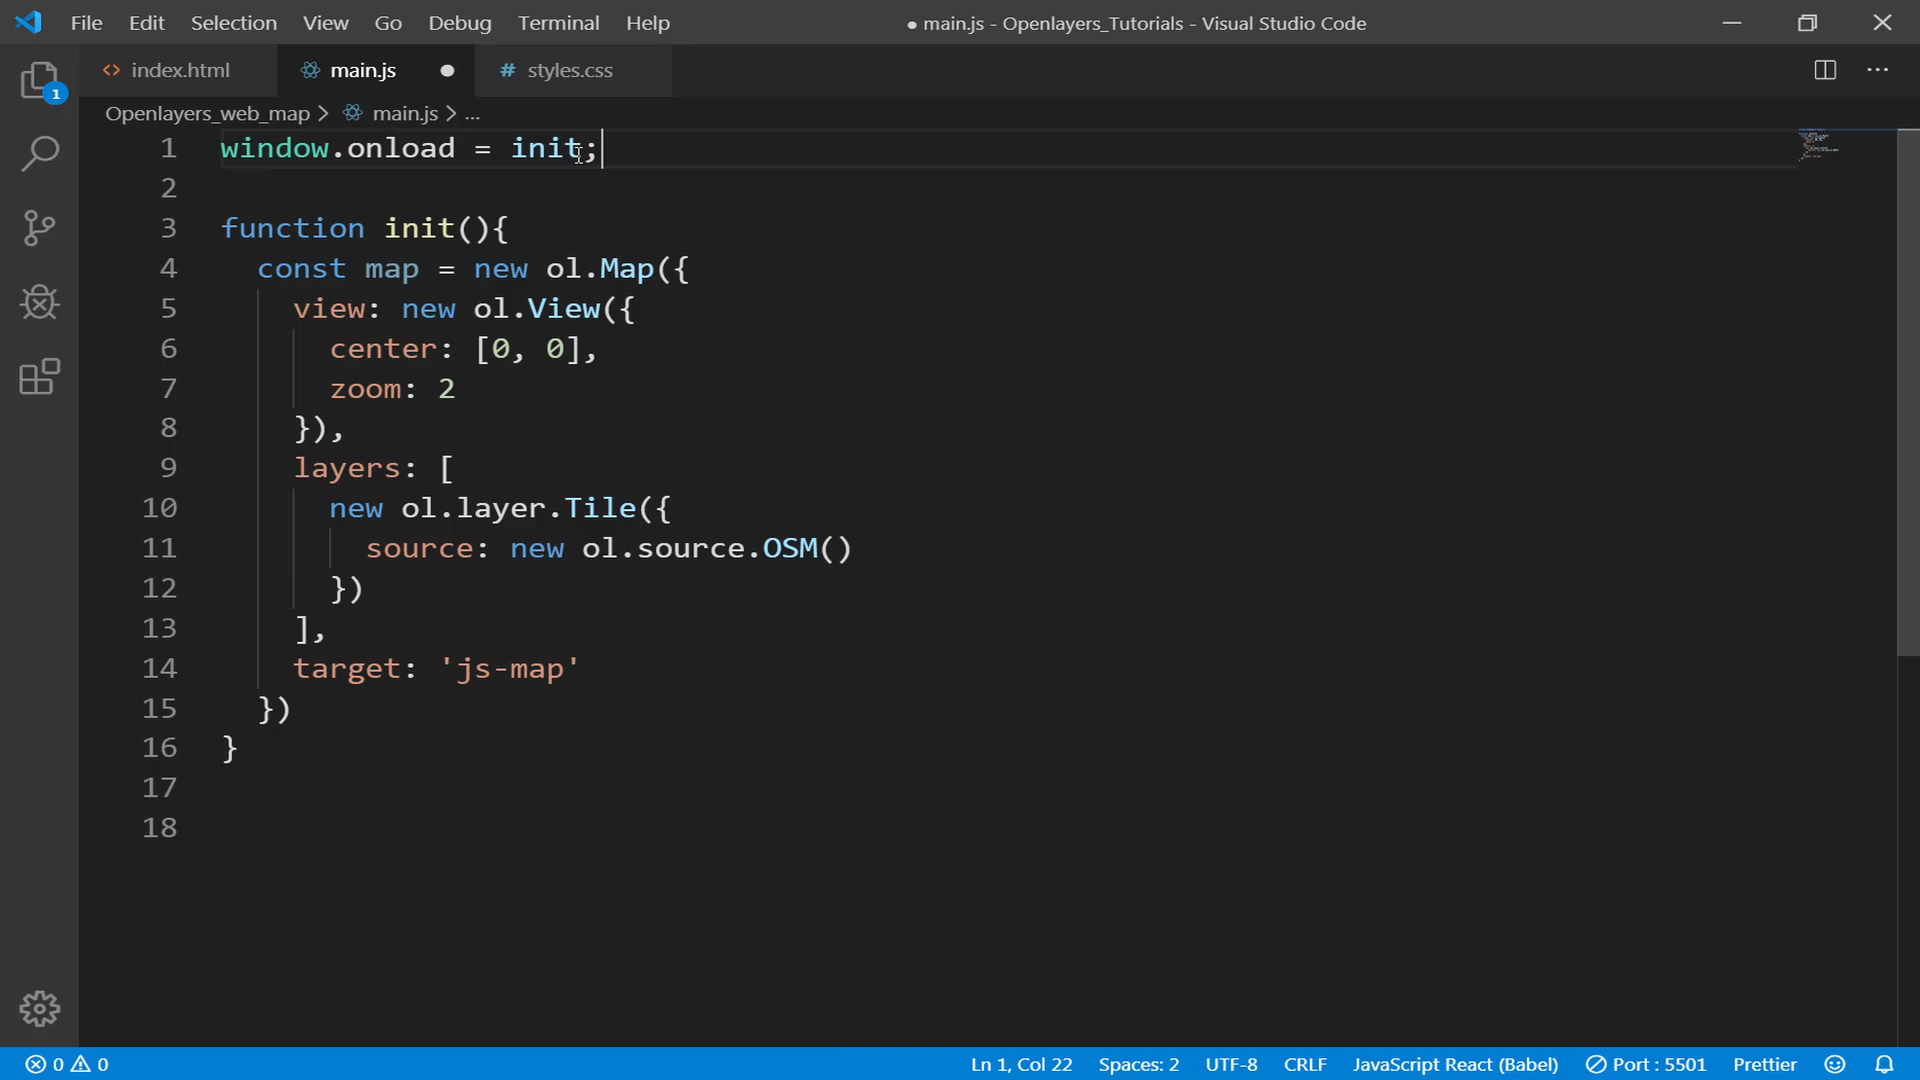 File Edit Selection View Go Debug Terminal Help ● main.js - Openlayers_Tutorials - Visual Studio Code
index.html main.js ● # styles.css ...
Openlayers_web_map > main.js > ...
1
1 window.onload = init;
2
3 function init(){
4 const map = new ol.Map({
5 view: new ol.View({
6 center: [0, 0],
7 zoom: 2
8 }),
9 layers: [
10 new ol.layer.Tile({
11 source: new ol.source.OSM()
12 })
13 ],
14 target: 'js-map'
15 })
16 }
17
18
0 0 Ln 1, Col 22 Spaces: 2 UTF-8 CRLF JavaScript React (Babel) Port : 5501 Prettier